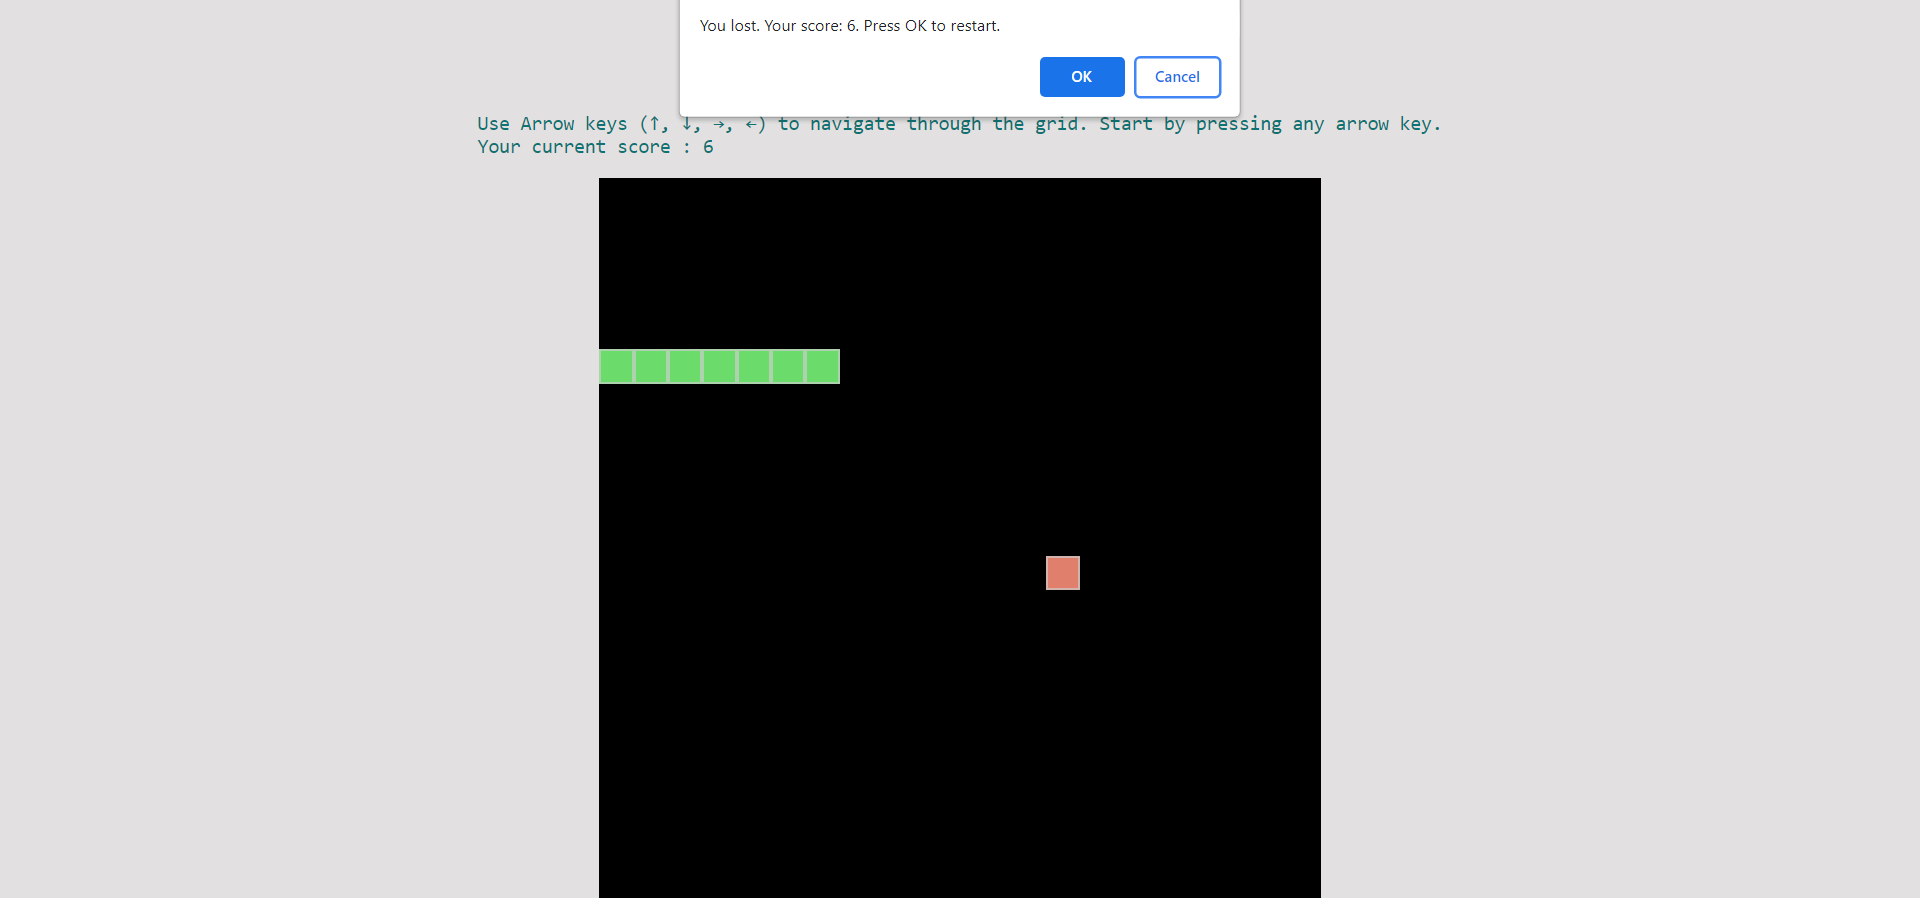 You lost. Your score: 6. Press OK to restart.
OK Cancel
Use Arrow keys (↑, ↓, →, ←) to navigate through the grid. Start by pressing any arrow key.
Your current score : 6